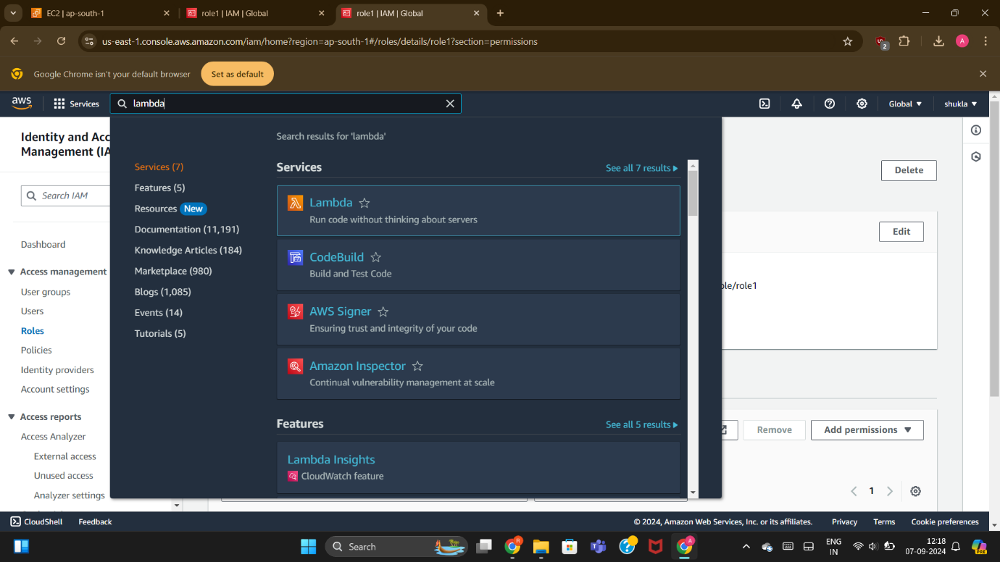 EC2 | ap-south-1
role1 | IAM | Global
role1 | IAM | Global
us-east-1.console.aws.amazon.com/iam/home?region=ap-south-1#/roles/details/role1?section=permissions
2
A
Google Chrome isn't your default browser
Set as default
aws
Services
lambda
Global
shukla
Identity and Acc
Management (IA
Search IAM
Dashboard
Access management
User groups
Users
Roles
Policies
Identity providers
Account settings
Access reports
Access Analyzer
External access
Unused access
Analyzer settings
Search results for 'lambda'
Services (7)
Features (5)
Resources New
Documentation (11,191)
Knowledge Articles (184)
Marketplace (980)
Blogs (1,085)
Events (14)
Tutorials (5)
Services
See all 7 results
Lambda
Run code without thinking about servers
CodeBuild
Build and Test Code
AWS Signer
Ensuring trust and integrity of your code
Amazon Inspector
Continual vulnerability management at scale
Features
See all 5 results
Lambda Insights
CloudWatch feature
Delete
Edit
ole/role1
Remove
Add permissions
1
CloudShell
Feedback
© 2024, Amazon Web Services, Inc. or its affiliates.
Privacy
Terms
Cookie preferences
Search
R
A
ENG
IN
12:18
07-09-2024
PRE